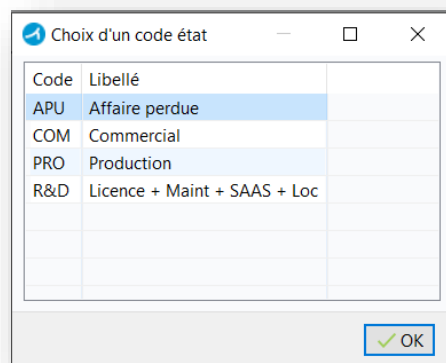 Choix d'un code état
Code Libellé
APU Affaire perdue
COM Commercial
PRO Production
R&D Licence + Maint + SAAS + Loc
OK